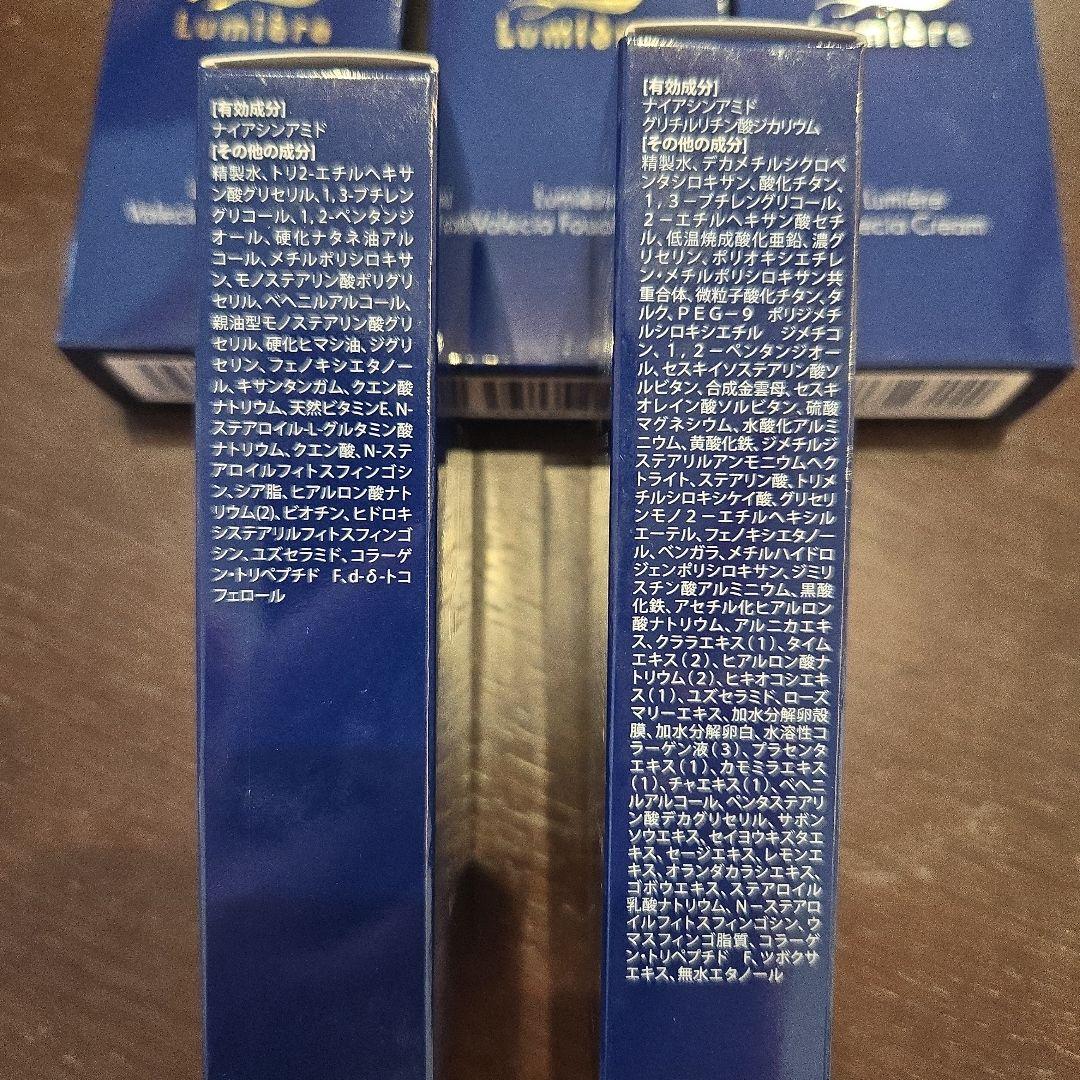 Lumière
Lumière
Lumière
Lumière
Valecia Cream
[有効成分]
ナイアシンアミド
[その他の成分]
精製水、トリ2-エチルヘキサ
ン酸グリセリル、1,3-ブチレン
グリコール、1,2-ペンタンジ
オール、硬化ナタネ油アル
コール、メチルポリシロキサ
ン、モノステアリン酸ポリグリ
セリル、ベヘニルアルコール、
親油型モノステアリン酸グリ
セリル、硬化ヒマシ油、ジグリ
セリン、フェノキシエタノー
ル、キサンタンガム、クエン酸
ナトリウム、天然ビタミンE、N-
ステアロイル-L-グルタミン酸
ナトリウム、クエン酸、N-ステ
アロイルフィトスフィンゴシ
ン、シア脂、ヒアルロン酸ナト
リウム(2)、ビオチン、ヒドロキ
システアリルフィトスフィンゴ
シン、ユズセラミド、コラーゲ
ン・トリペプチド F、d-δ-トコ
フェロール
[有効成分]
ナイアシンアミド
グリチルリチン酸ジカリウム
[その他の成分]
精製水、デカメチルシクロペ
ンタシロキサン、酸化チタン、
1,3－ブチレングリコール、
2－エチルヘキサン酸セチ
ル、低温焼成酸化亜鉛、濃グ
リセリン、ポリオキシエチレ
ン・メチルポリシロキサン共
重合体、微粒子酸化チタン、タ
ルク、PEG－9 ポリジメチ
ルシロキシエチル ジメチコ
ン、1,2－ペンタンジオー
ル、セスキイソステアリン酸ソ
ルビタン、合成金雲母、セスキ
オレイン酸ソルビタン、硫酸
マグネシウム、水酸化アルミ
ニウム、黄酸化鉄、ジメチルジ
ステアリルアンモニウムヘク
トライト、ステアリン酸、トリメ
チルシロキシケイ酸、グリセリ
ンモノ2－エチルヘキシル
エーテル、フェノキシエタノー
ル、ベンガラ、メチルハイドロ
ジェンポリシロキサン、ジミリ
スチン酸アルミニウム、黒酸
化鉄、アセチル化ヒアルロン
酸ナトリウム、アルニカエキ
ス、クララエキス(1)、タイム
エキス(2)、ヒアルロン酸ナ
トリウム(2)、ヒキオコシエキ
ス(1)、ユズセラミド、ローズ
マリーエキス、加水分解卵殻
膜、加水分解卵白、水溶性コ
ラーゲン液(3)、プラセンタ
エキス(1)、カモミラエキス
(1)、チャエキス(1)、ベヘニ
ルアルコール、ペンタステアリ
ン酸デカグリセリル、サボン
ソウエキス、セイヨウキズタエ
キス、セージエキス、レモンエ
キス、オランダカラシエキス、
ゴボウエキス、ステアロイル
乳酸ナトリウム、N－ステアロ
イルフィトスフィンゴシン、ウ
マスフィンゴ脂質、コラーゲ
ン・トリペプチド F、ツボクサ
エキス、無水エタノール